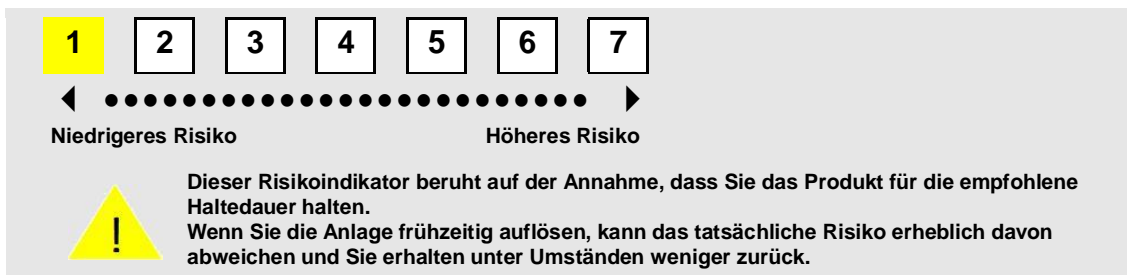 1 2 3 4 5 6 7
Niedrigeres Risiko Höheres Risiko
Dieser Risikoindikator beruht auf der Annahme, dass Sie das Produkt für die empfohlene
Haltedauer halten.
Wenn Sie die Anlage frühzeitig auflösen, kann das tatsächliche Risiko erheblich davon
abweichen und Sie erhalten unter Umständen weniger zurück.
!